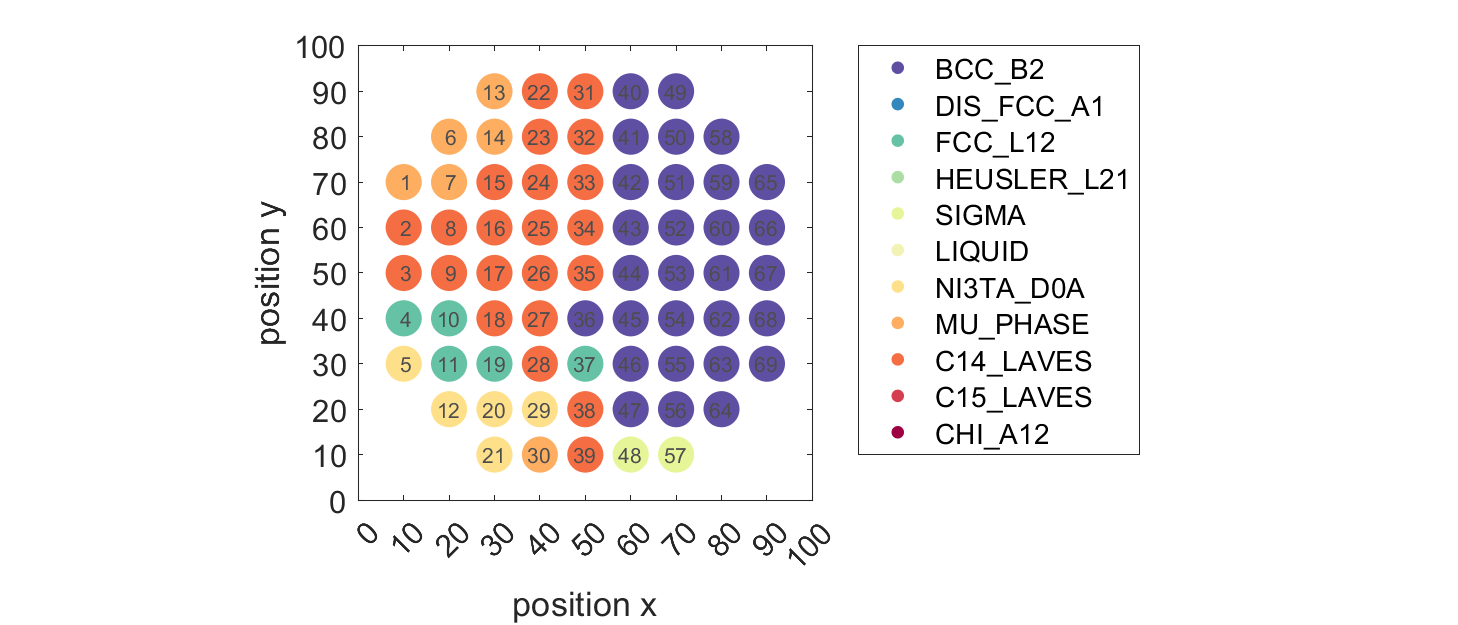 100
90
80
70
60
50
40
30
20
10
0
position y
13 22 31 40 49
6 14 23 32 41 50 58
1 7 15 24 33 42 51 59 65
2 8 16 25 34 43 52 60 66
3 9 17 26 35 44 53 61 67
4 10 18 27 36 45 54 62 68
5 11 19 28 37 46 55 63 69
12 20 29 38 47 56 64
21 30 39 48 57
0 10 20 30 40 50 60 70 80 90 100
position x
BCC_B2
DIS_FCC_A1
FCC_L12
HEUSLER_L21
SIGMA
LIQUID
NI3TA_D0A
MU_PHASE
C14_LAVES
C15_LAVES
CHI_A12